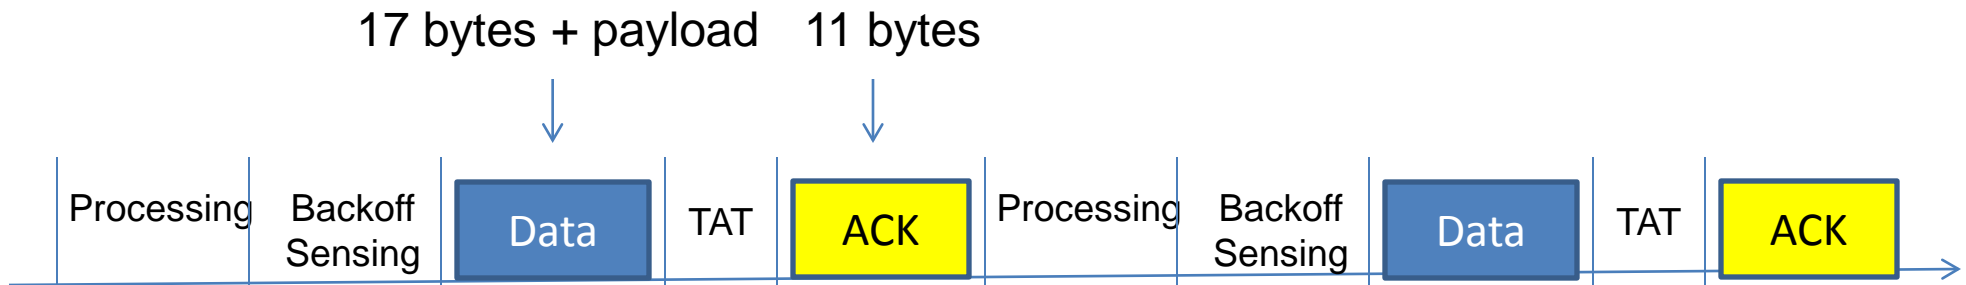 17 bytes + payload
11 bytes
Processing
Backoff
Sensing
Data
TAT
ACK
Processing
Backoff
Sensing
Data
TAT
ACK